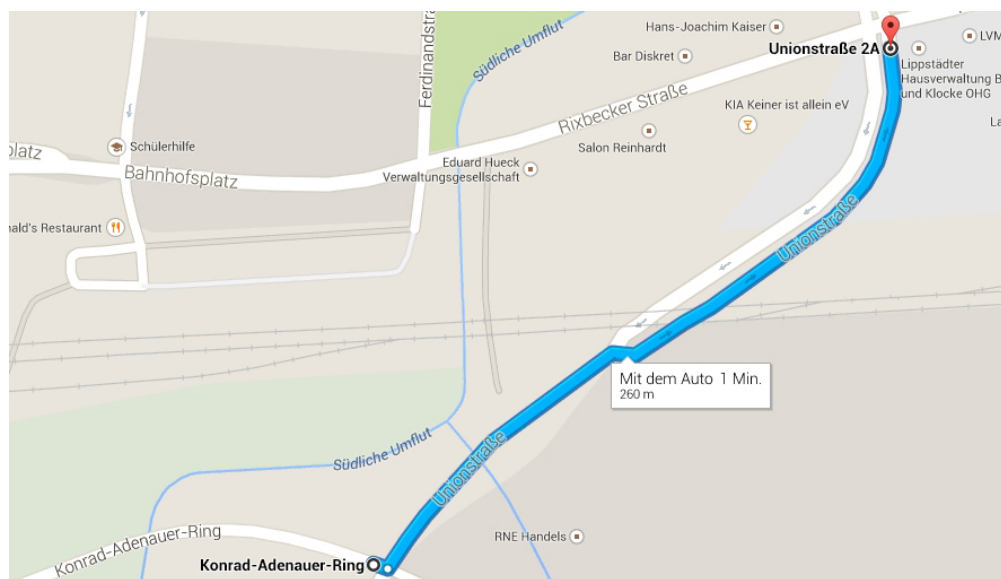 Hans-Joachim Kaiser
Unionstraße 2A
LVM
Südliche Umflut
Bar Diskret
Lippstädter
Hausverwaltung B
und Klocke OHG
Ferdinandstra
Rixbecker Straße
KIA Keiner ist allein eV
La
Schülerhilfe
Salon Reinhardt
platz
Bahnhofsplatz
Eduard Hueck
Verwaltungsgesellschaft
nald's Restaurant
Unionstraße
Mit dem Auto 1 Min.
260 m
Südliche Umflut
Unionstraße
Konrad-Adenauer-Ring
RNE Handels
Konrad-Adenauer-Ring